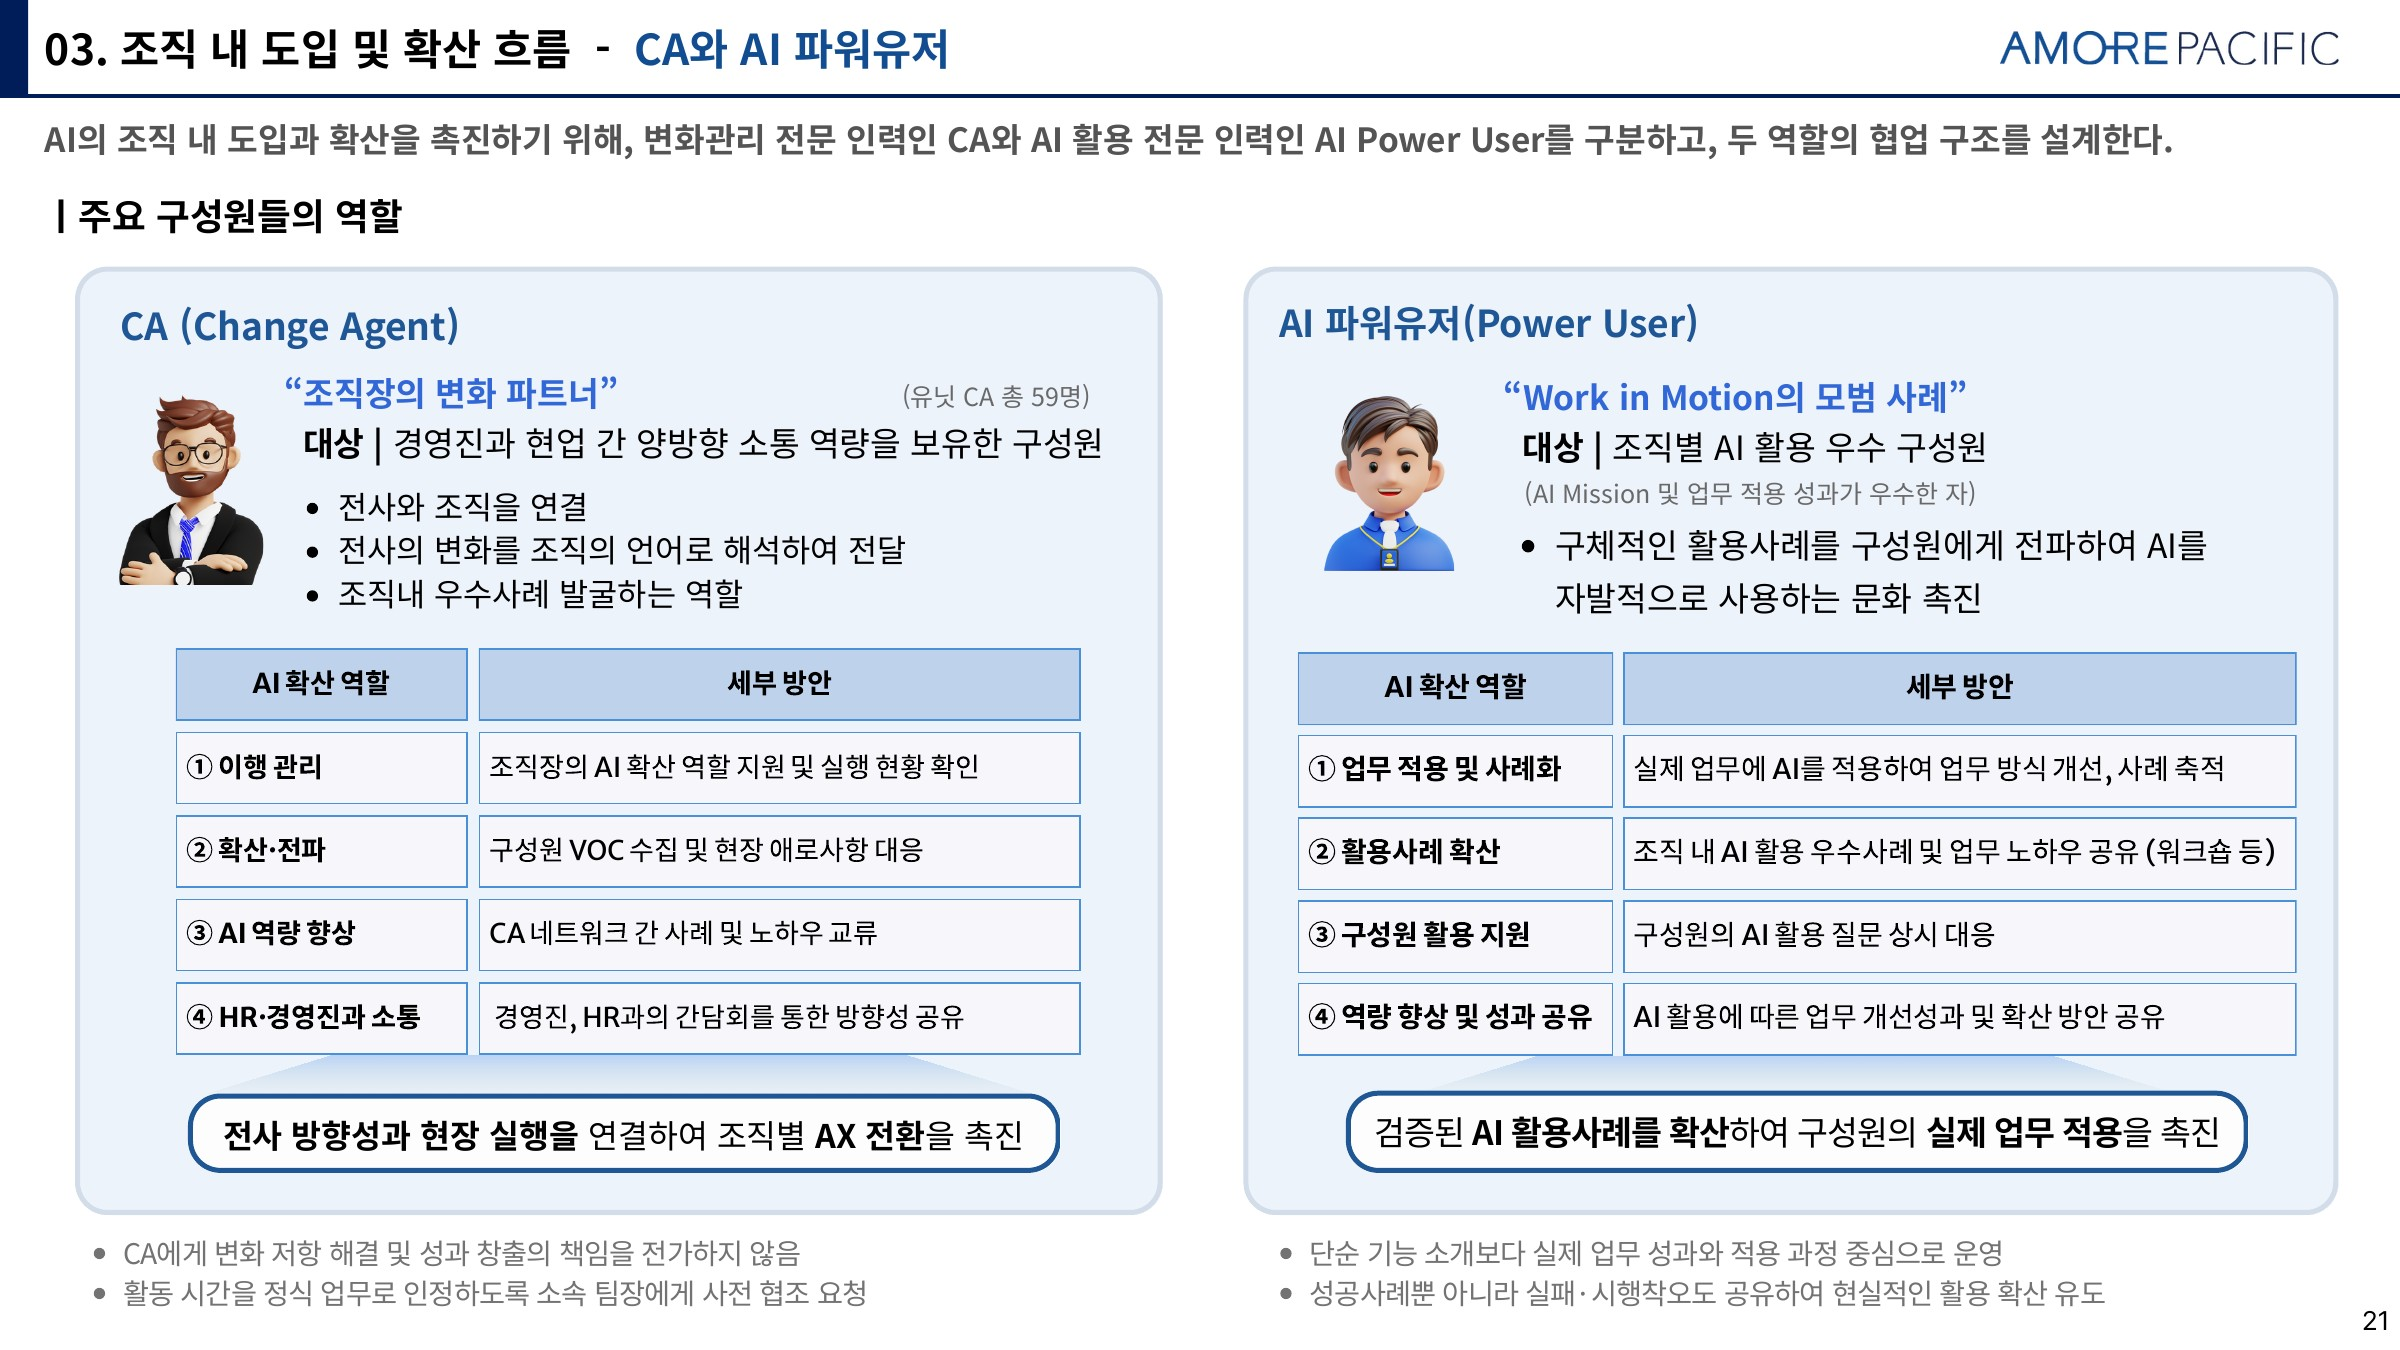 03. 조직 내 도입 및 확산 흐름 - CA와 AI 파워유저
AMOREPACIFIC
AI의 조직 내 도입과 확산을 촉진하기 위해, 변화관리 전문 인력인 CA와 AI 활용 전문 인력인 AI Power User를 구분하고, 두 역할의 협업 구조를 설계한다.
| 주요 구성원들의 역할
CA (Change Agent)
“조직장의 변화 파트너” (유닛 CA 총 59명)
대상 | 경영진과 현업 간 양방향 소통 역량을 보유한 구성원
• 전사와 조직을 연결
• 전사의 변화를 조직의 언어로 해석하여 전달
• 조직내 우수사례 발굴하는 역할
AI 확산 역할 세부 방안
① 이행 관리 조직장의 AI 확산 역할 지원 및 실행 현황 확인
② 확산·전파 구성원 VOC 수집 및 현장 애로사항 대응
③ AI 역량 향상 CA 네트워크 간 사례 및 노하우 교류
④ HR·경영진과 소통 경영진, HR과의 간담회를 통한 방향성 공유
전사 방향성과 현장 실행을 연결하여 조직별 AX 전환을 촉진
• CA에게 변화 저항 해결 및 성과 창출의 책임을 전가하지 않음
• 활동 시간을 정식 업무로 인정하도록 소속 팀장에게 사전 협조 요청
AI 파워유저(Power User)
“Work in Motion의 모범 사례”
대상 | 조직별 AI 활용 우수 구성원
(AI Mission 및 업무 적용 성과가 우수한 자)
• 구체적인 활용사례를 구성원에게 전파하여 AI를
자발적으로 사용하는 문화 촉진
AI 확산 역할 세부 방안
① 업무 적용 및 사례화 실제 업무에 AI를 적용하여 업무 방식 개선, 사례 축적
② 활용사례 확산 조직 내 AI 활용 우수사례 및 업무 노하우 공유 (워크숍 등)
③ 구성원 활용 지원 구성원의 AI 활용 질문 상시 대응
④ 역량 향상 및 성과 공유 AI 활용에 따른 업무 개선성과 및 확산 방안 공유
검증된 AI 활용사례를 확산하여 구성원의 실제 업무 적용을 촉진
• 단순 기능 소개보다 실제 업무 성과와 적용 과정 중심으로 운영
• 성공사례뿐 아니라 실패·시행착오도 공유하여 현실적인 활용 확산 유도
21